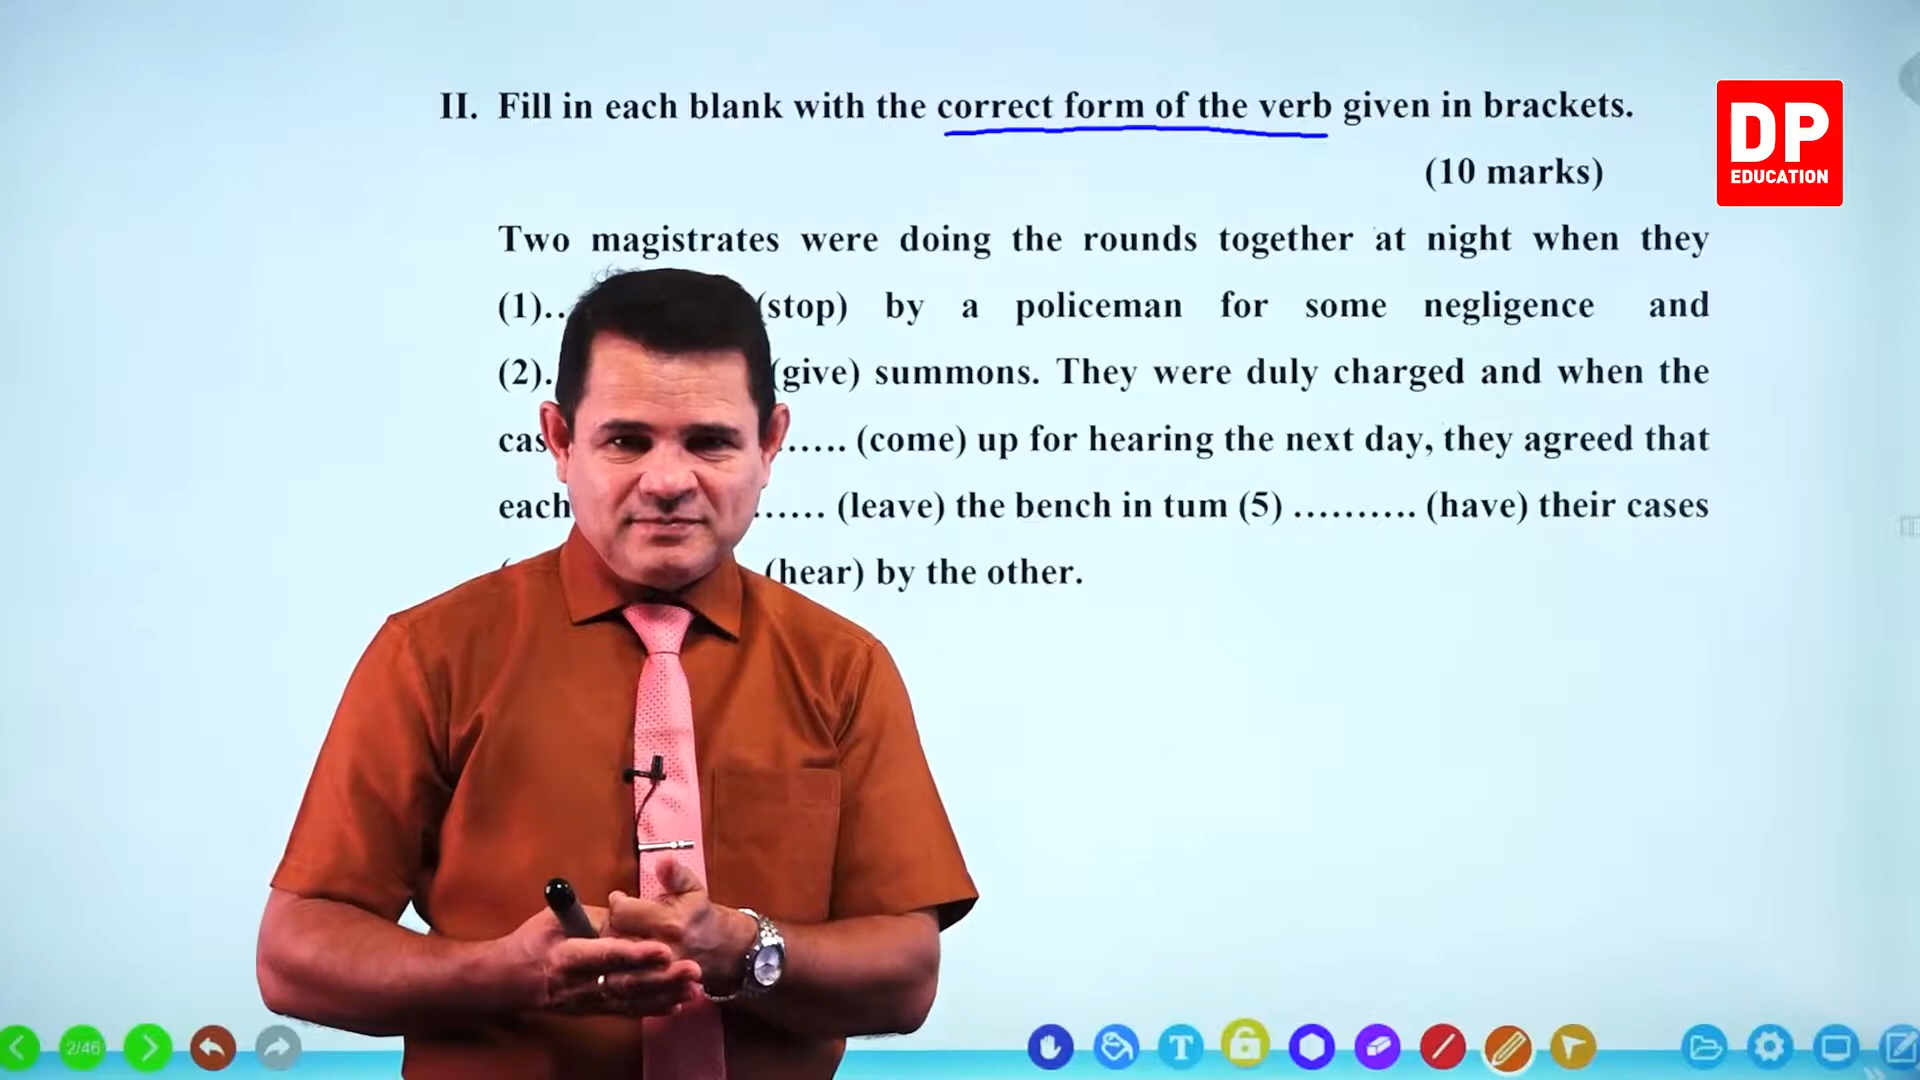 II. Fill in each blank with the correct form of the verb given in brackets.
(10 marks)
DP
EDUCATION
Two magistrates were doing the rounds together at night when they
(1).. (stop) by a policeman for some negligence and
(2). (give) summons. They were duly charged and when the
....... (come) up for hearing the next day, they agreed that
each ...... (leave) the bench in tum (5) .......... (have) their cases
(hear) by the other.
2/46
T